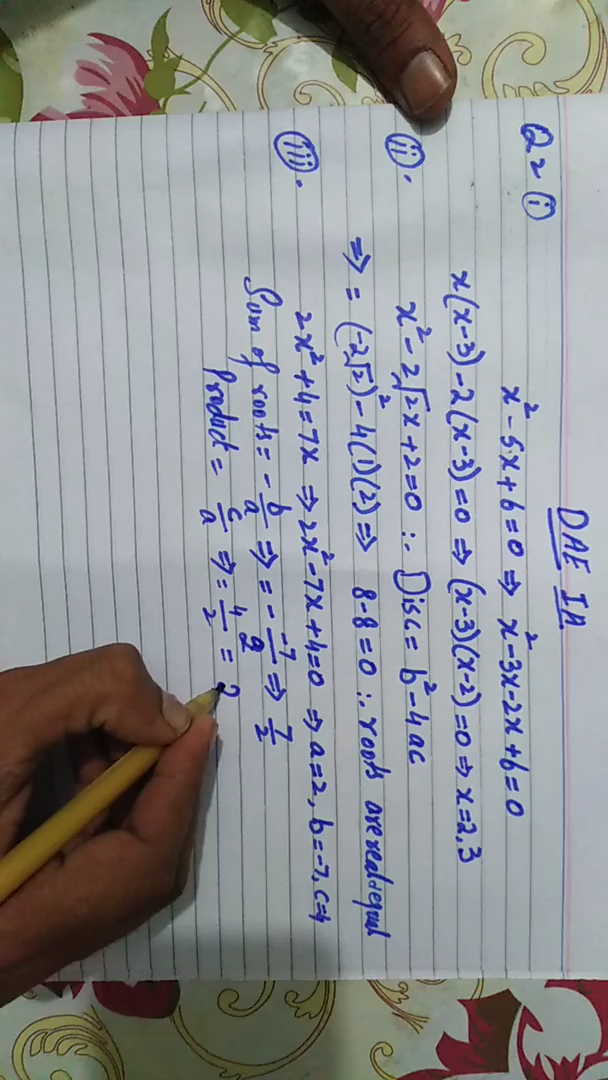 DAE IA
Q2 (i) x² - 5x + 6 = 0 ⇒ x² - 3x - 2x + 6 = 0
x(x-3) - 2(x-3) = 0 ⇒ (x-3)(x-2) = 0 ⇒ x = 2, 3
(ii). x² - 2√2x + 2 = 0 ∴ Disc = b² - 4ac
⇒ = (-2√2)² - 4(1)(2) ⇒ 8 - 8 = 0 ∴ roots are real equal
(iii). 2x² + 4 = 7x ⇒ 2x² - 7x + 4 = 0 ⇒ a = 2, b = -7, c = 4
Sum of roots = - b/a ⇒ = - -7/2 ⇒ 7/2
Product = c/a ⇒ = 4/2 = 2